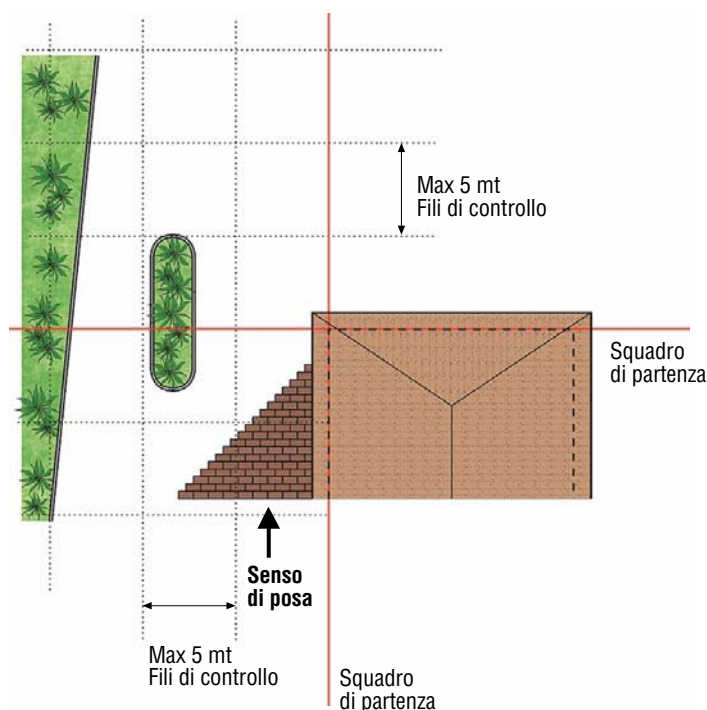 Max 5 mt
Fili di controllo
Squadro
di partenza
Senso
di posa
Max 5 mt
Fili di controllo
Squadro
di partenza